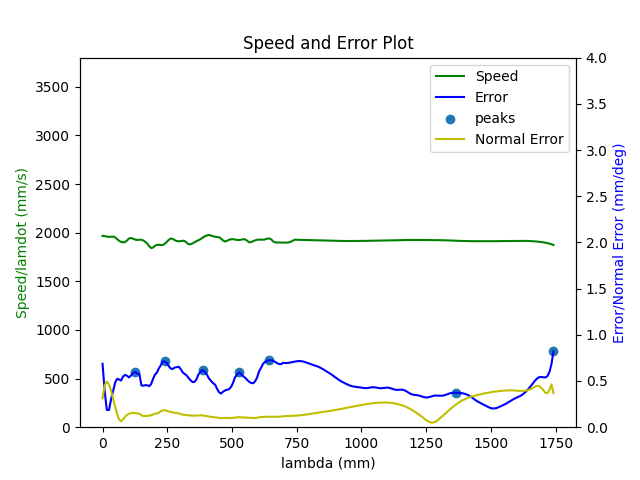 Speed and Error Plot
Speed
Error
peaks
Normal Error
Speed/lamdot (mm/s)
3500
3000
2500
2000
1500
1000
500
0
4.0
3.5
3.0
2.5
2.0
1.5
1.0
0.5
0.0
Error/Normal Error (mm/deg)
0 250 500 750 1000 1250 1500 1750
lambda (mm)